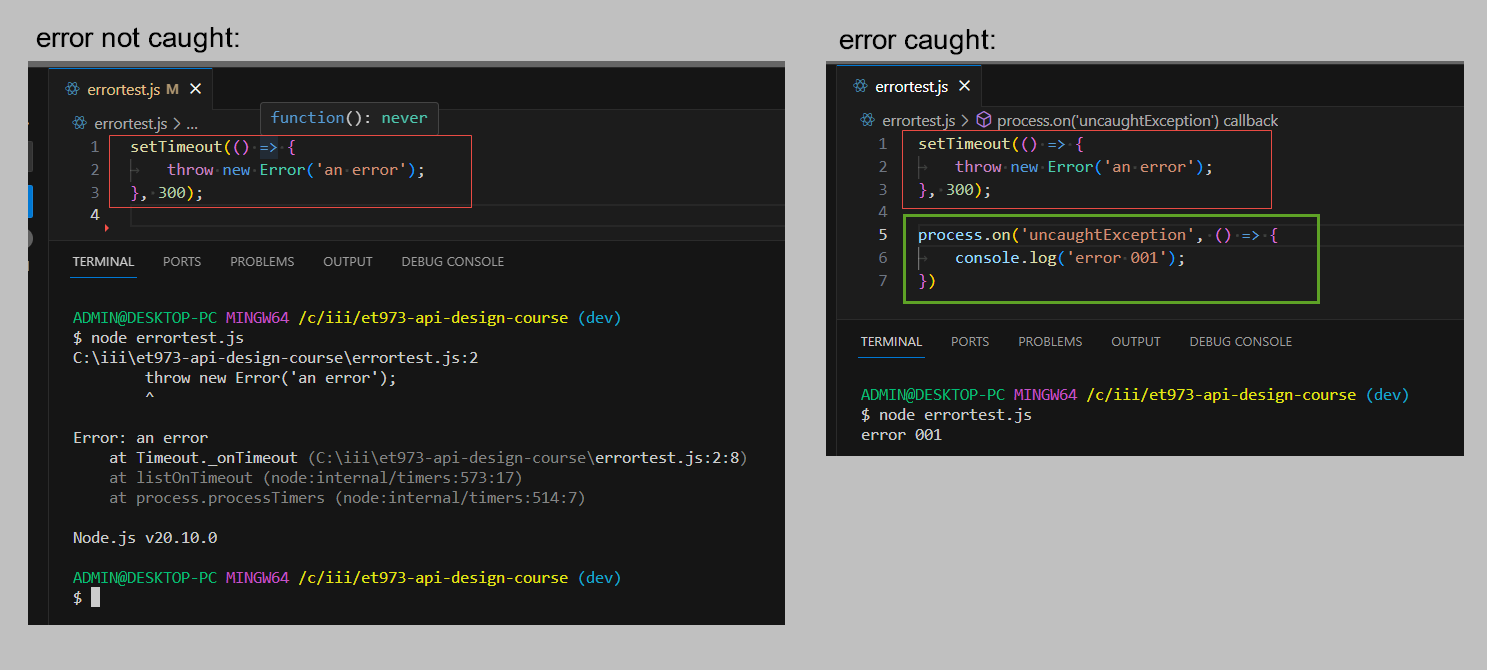 error not caught:
errortest.js M
errortest.js > ...
function(): never
1 setTimeout(() => {
2 throw new Error('an error');
3 }, 300);
4
TERMINAL PORTS PROBLEMS OUTPUT DEBUG CONSOLE
ADMIN@DESKTOP-PC MINGW64 /c/iii/et973-api-design-course (dev)
$ node errortest.js
C:\iii\et973-api-design-course\errortest.js:2
throw new Error('an error');
^
Error: an error
at Timeout._onTimeout (C:\iii\et973-api-design-course\errortest.js:2:8)
at listOnTimeout (node:internal/timers:573:17)
at process.processTimers (node:internal/timers:514:7)
Node.js v20.10.0
ADMIN@DESKTOP-PC MINGW64 /c/iii/et973-api-design-course (dev)
$
error caught:
errortest.js
errortest.js > process.on('uncaughtException') callback
1 setTimeout(() => {
2 throw new Error('an error');
3 }, 300);
4
5 process.on('uncaughtException', () => {
6 console.log('error 001');
7 })
TERMINAL PORTS PROBLEMS OUTPUT DEBUG CONSOLE
ADMIN@DESKTOP-PC MINGW64 /c/iii/et973-api-design-course (dev)
$ node errortest.js
error 001